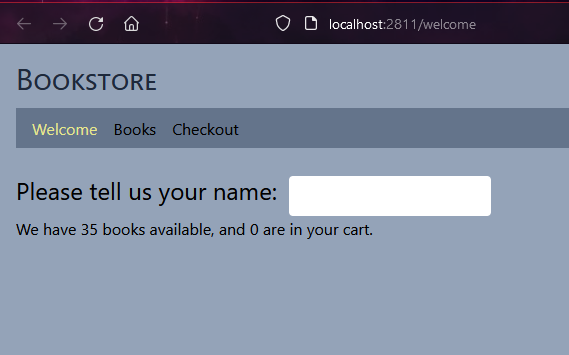 localhost:2811/welcome
Bookstore
Welcome Books Checkout
Please tell us your name:
We have 35 books available, and 0 are in your cart.